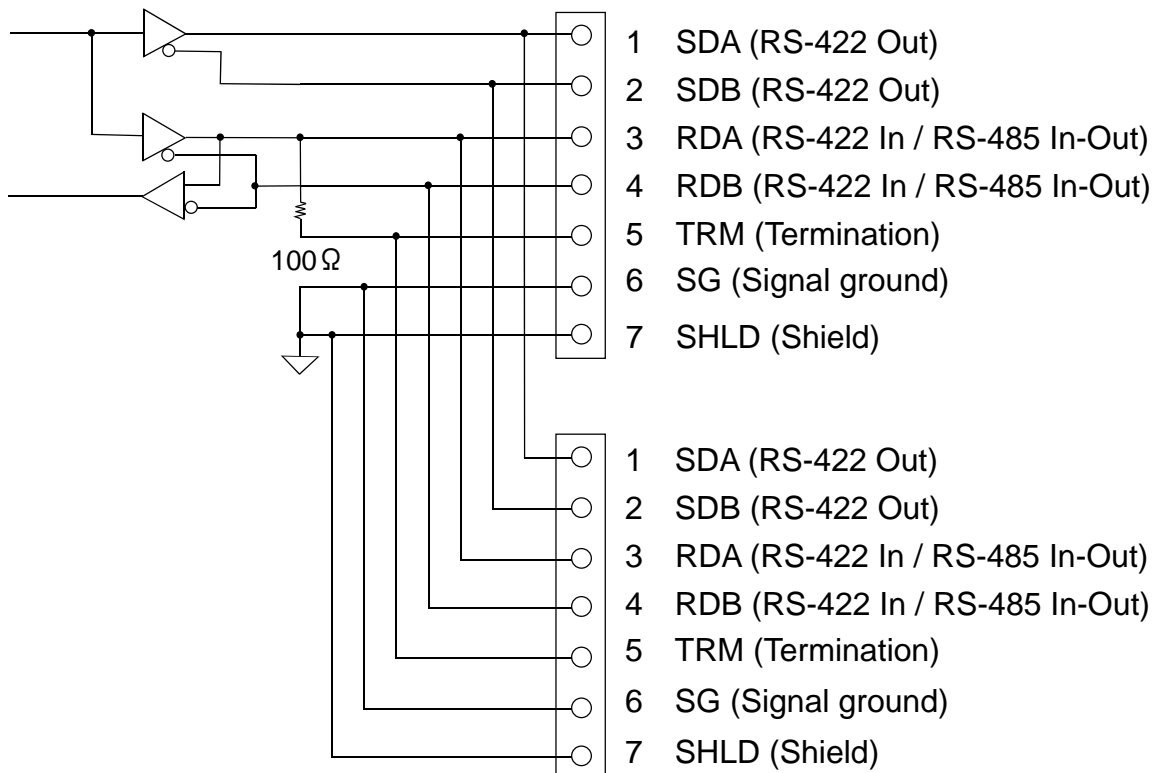 1 SDA (RS-422 Out)
2 SDB (RS-422 Out)
3 RDA (RS-422 In / RS-485 In-Out)
4 RDB (RS-422 In / RS-485 In-Out)
5 TRM (Termination)
100Ω
6 SG (Signal ground)
7 SHLD (Shield)
1 SDA (RS-422 Out)
2 SDB (RS-422 Out)
3 RDA (RS-422 In / RS-485 In-Out)
4 RDB (RS-422 In / RS-485 In-Out)
5 TRM (Termination)
6 SG (Signal ground)
7 SHLD (Shield)